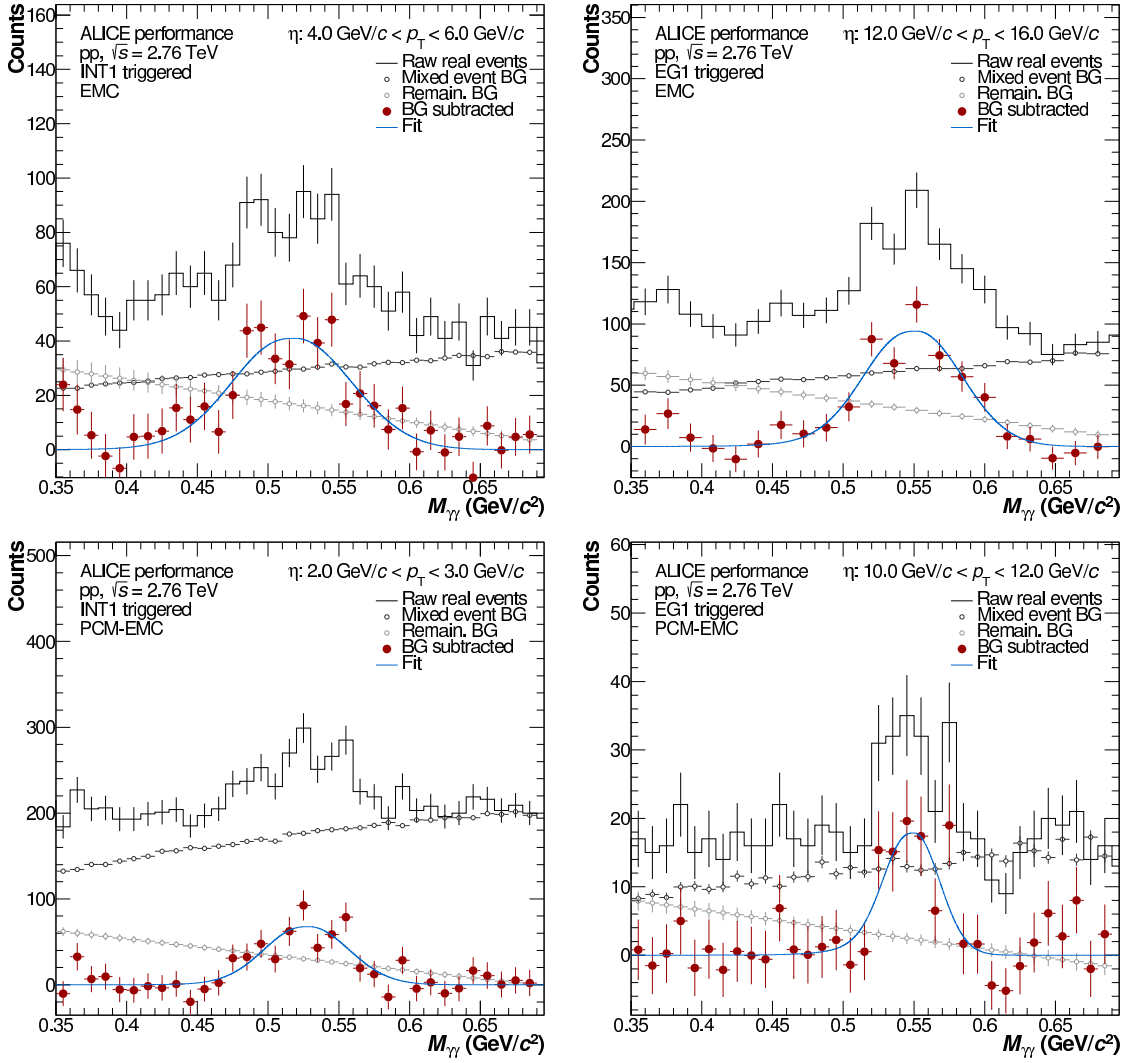 Counts
160
140
120
100
80
60
40
20
0
ALICE performance
pp, √s = 2.76 TeV
INT1 triggered
EMC
η: 4.0 GeV/c < pT < 6.0 GeV/c
Raw real events
Mixed event BG
Remain. BG
BG subtracted
Fit
0.35 0.4 0.45 0.5 0.55 0.6 0.65
Mγγ (GeV/c²)
Counts
350
300
250
200
150
100
50
0
ALICE performance
pp, √s = 2.76 TeV
EG1 triggered
EMC
η: 12.0 GeV/c < pT < 16.0 GeV/c
Raw real events
Mixed event BG
Remain. BG
BG subtracted
Fit
0.35 0.4 0.45 0.5 0.55 0.6 0.65
Mγγ (GeV/c²)
Counts
500
400
300
200
100
0
ALICE performance
pp, √s = 2.76 TeV
INT1 triggered
PCM-EMC
η: 2.0 GeV/c < pT < 3.0 GeV/c
Raw real events
Mixed event BG
Remain. BG
BG subtracted
Fit
0.35 0.4 0.45 0.5 0.55 0.6 0.65
Mγγ (GeV/c²)
Counts
60
50
40
30
20
10
0
ALICE performance
pp, √s = 2.76 TeV
EG1 triggered
PCM-EMC
η: 10.0 GeV/c < pT < 12.0 GeV/c
Raw real events
Mixed event BG
Remain. BG
BG subtracted
Fit
0.35 0.4 0.45 0.5 0.55 0.6 0.65
Mγγ (GeV/c²)